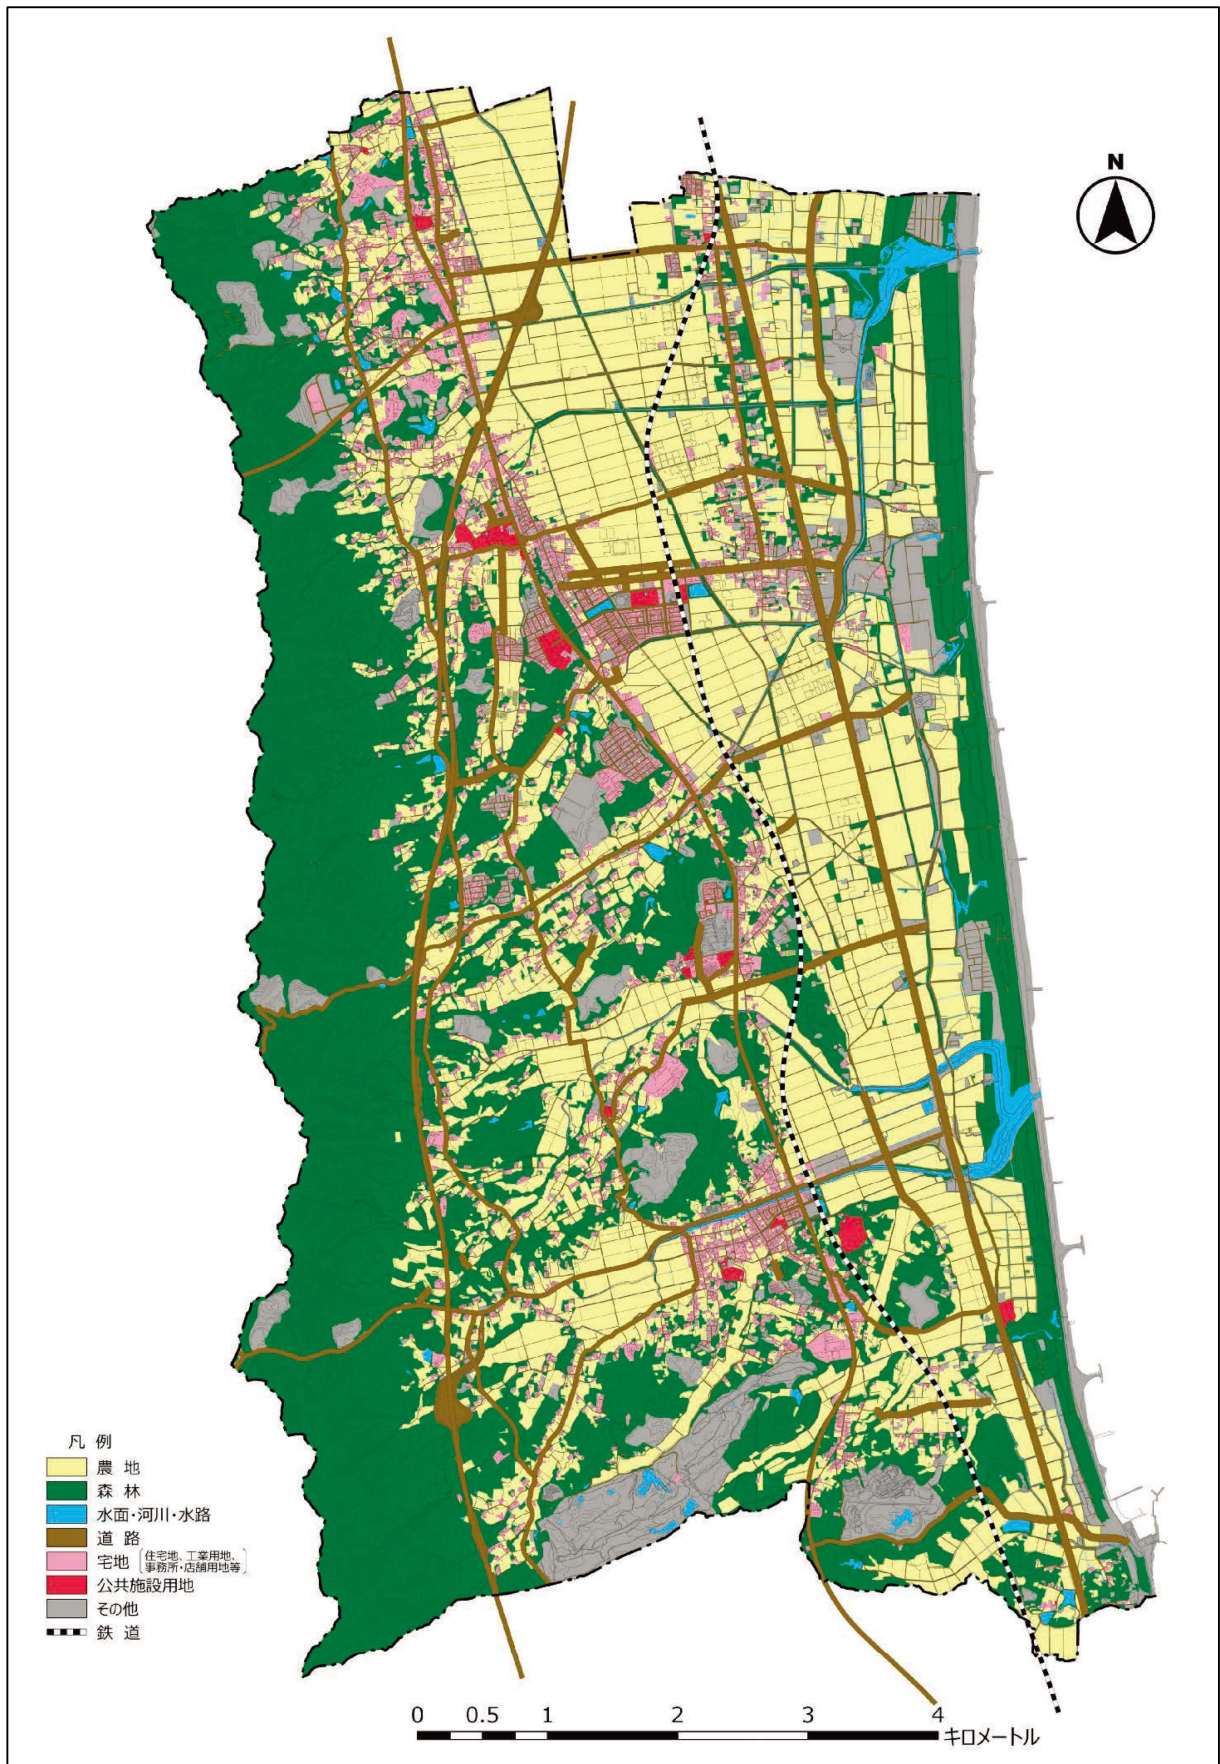 N
凡 例
農 地
森 林
水面・河川・水路
道 路
宅地 〔住宅地、工業用地、
事務所・店舗用地等〕
公共施設用地
その他
鉄 道
0 0.5 1 2 3 4
キロメートル